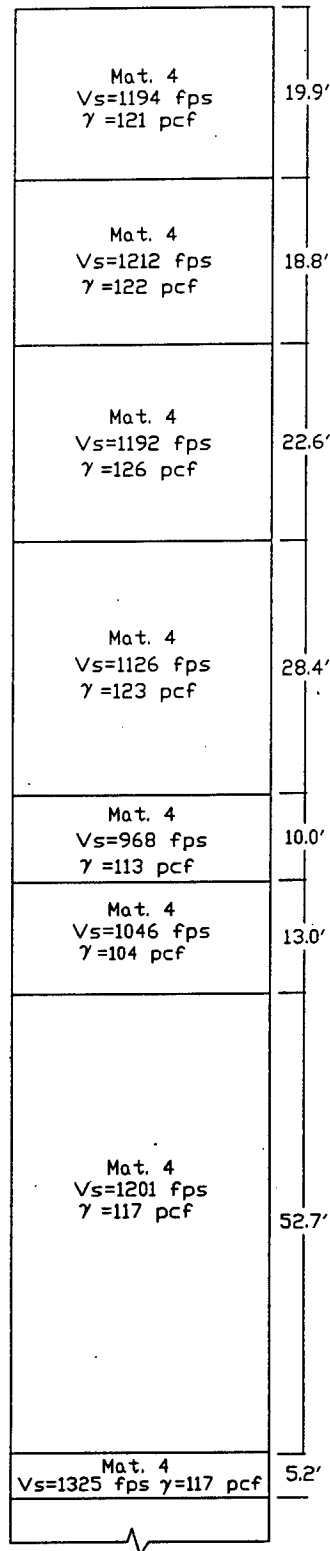 Mat. 4
Vs=1194 fps
γ =121 pcf
19.9'
Mat. 4
Vs=1212 fps
γ =122 pcf
18.8'
Mat. 4
Vs=1192 fps
γ =126 pcf
22.6'
Mat. 4
Vs=1126 fps
γ =123 pcf
28.4'
Mat. 4
Vs=968 fps
γ =113 pcf
10.0'
Mat. 4
Vs=1046 fps
γ =104 pcf
13.0'
Mat. 4
Vs=1201 fps
γ =117 pcf
52.7'
Mat. 4
Vs=1325 fps γ=117 pcf
5.2'